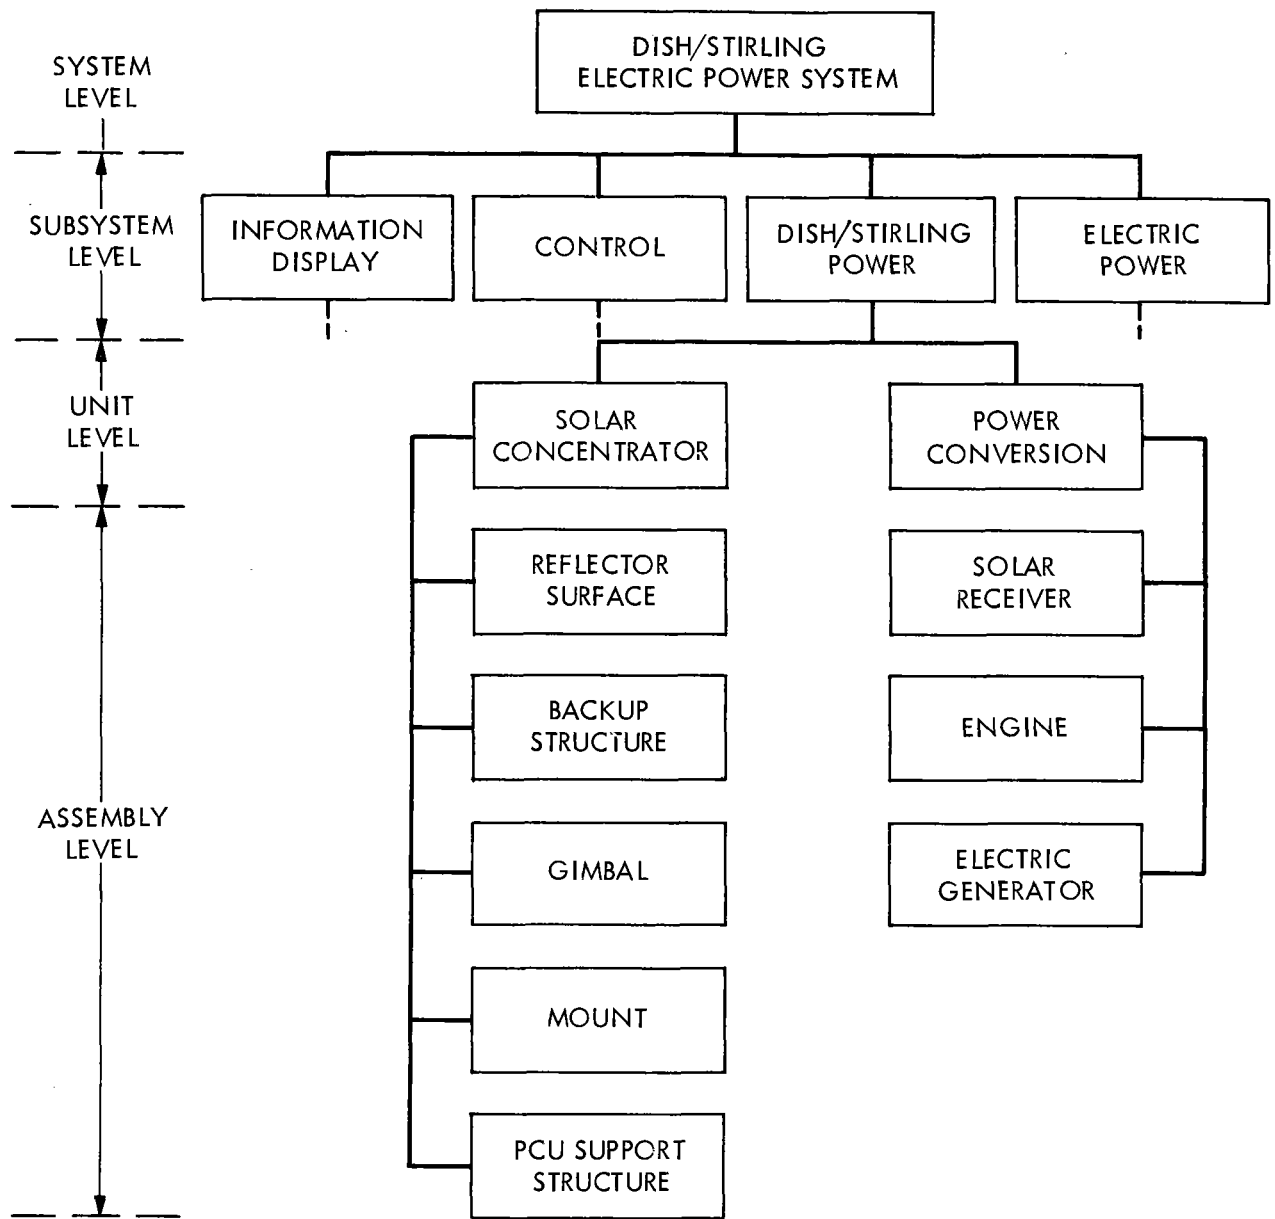 DISH/STIRLING
ELECTRIC POWER SYSTEM
SYSTEM
LEVEL
SUBSYSTEM
LEVEL
INFORMATION
DISPLAY
CONTROL
DISH/STIRLING
POWER
ELECTRIC
POWER
UNIT
LEVEL
SOLAR
CONCENTRATOR
POWER
CONVERSION
REFLECTOR
SURFACE
SOLAR
RECEIVER
BACKUP
STRUCTURE
ENGINE
ASSEMBLY
LEVEL
GIMBAL
ELECTRIC
GENERATOR
MOUNT
PCU SUPPORT
STRUCTURE